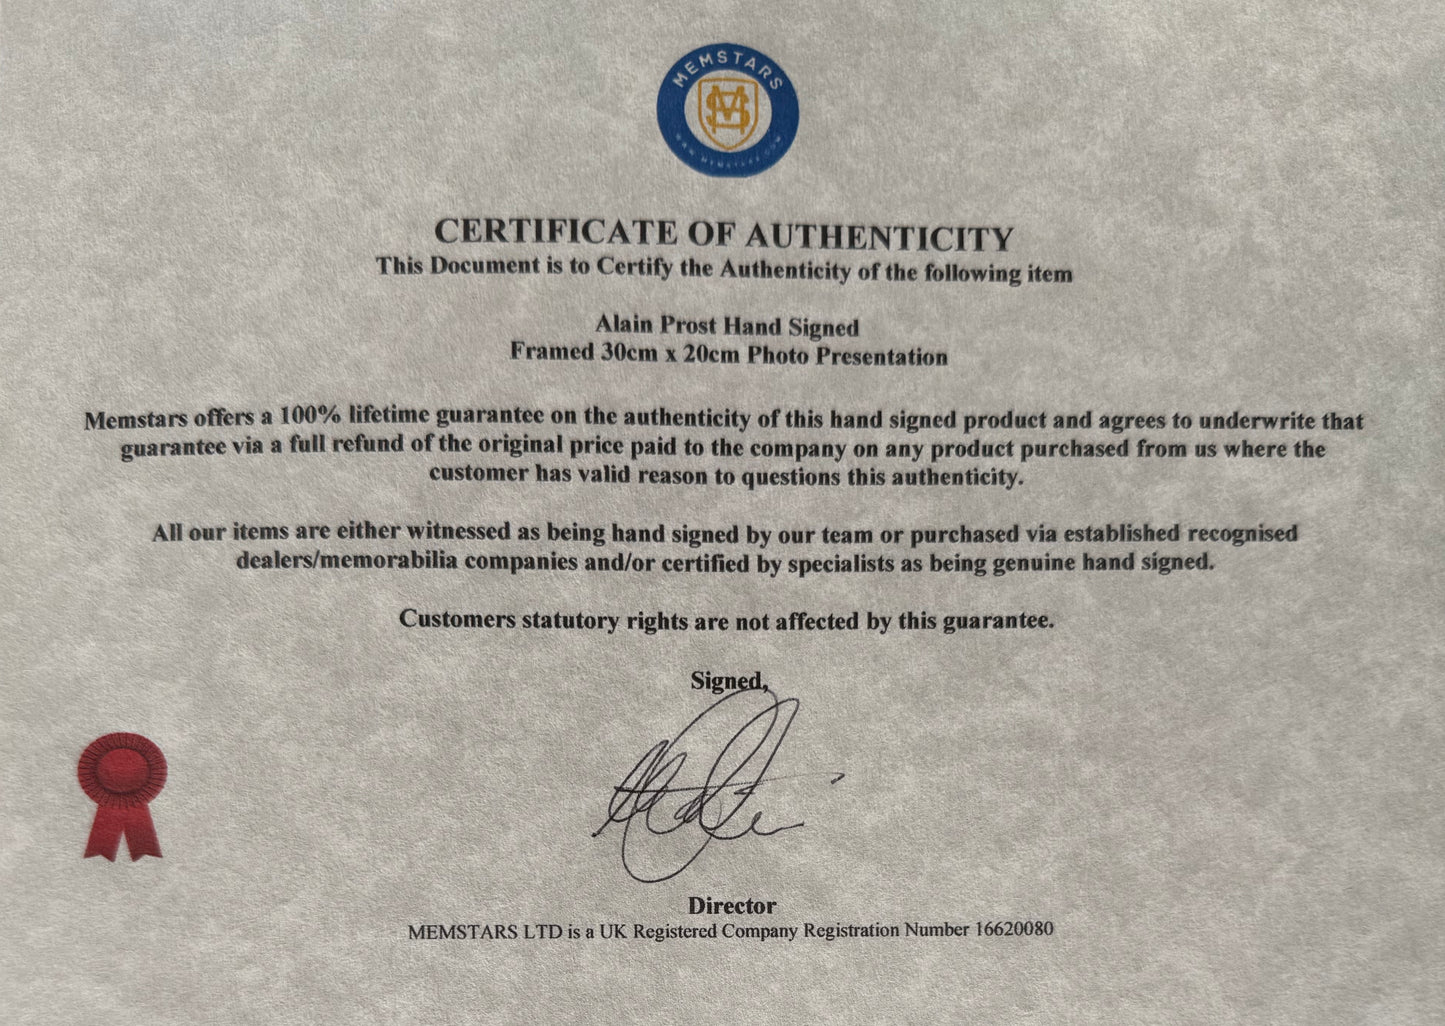 MEMSTARS
WWW.MEMSTARS.COM
CERTIFICATE OF AUTHENTICITY
This Document is to Certify the Authenticity of the following item
Alain Prost Hand Signed
Framed 30cm x 20cm Photo Presentation
Memstars offers a 100% lifetime guarantee on the authenticity of this hand signed product and agrees to underwrite that
guarantee via a full refund of the original price paid to the company on any product purchased from us where the
customer has valid reason to questions this authenticity.
All our items are either witnessed as being hand signed by our team or purchased via established recognised
dealers/memorabilia companies and/or certified by specialists as being genuine hand signed.
Customers statutory rights are not affected by this guarantee.
Signed,
Director
MEMSTARS LTD is a UK Registered Company Registration Number 16620080